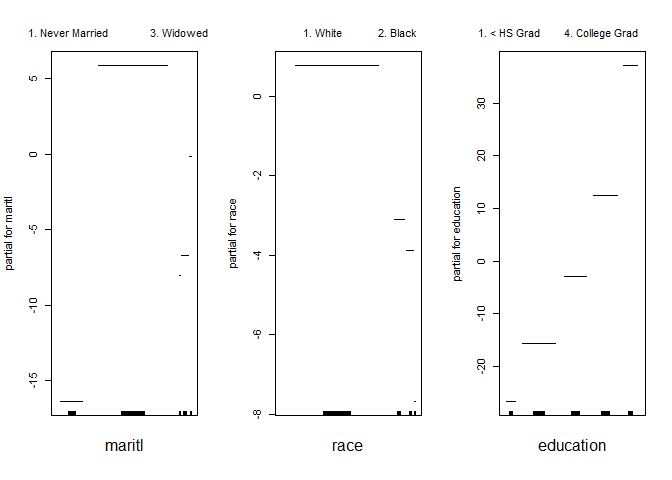 1. Never Married 3. Widowed
5
0
-5
-10
-15
partial for maritl
maritl
1. White 2. Black
0
-2
-4
-6
-8
partial for race
race
1. < HS Grad 4. College Grad
30
20
10
0
-10
-20
partial for education
education